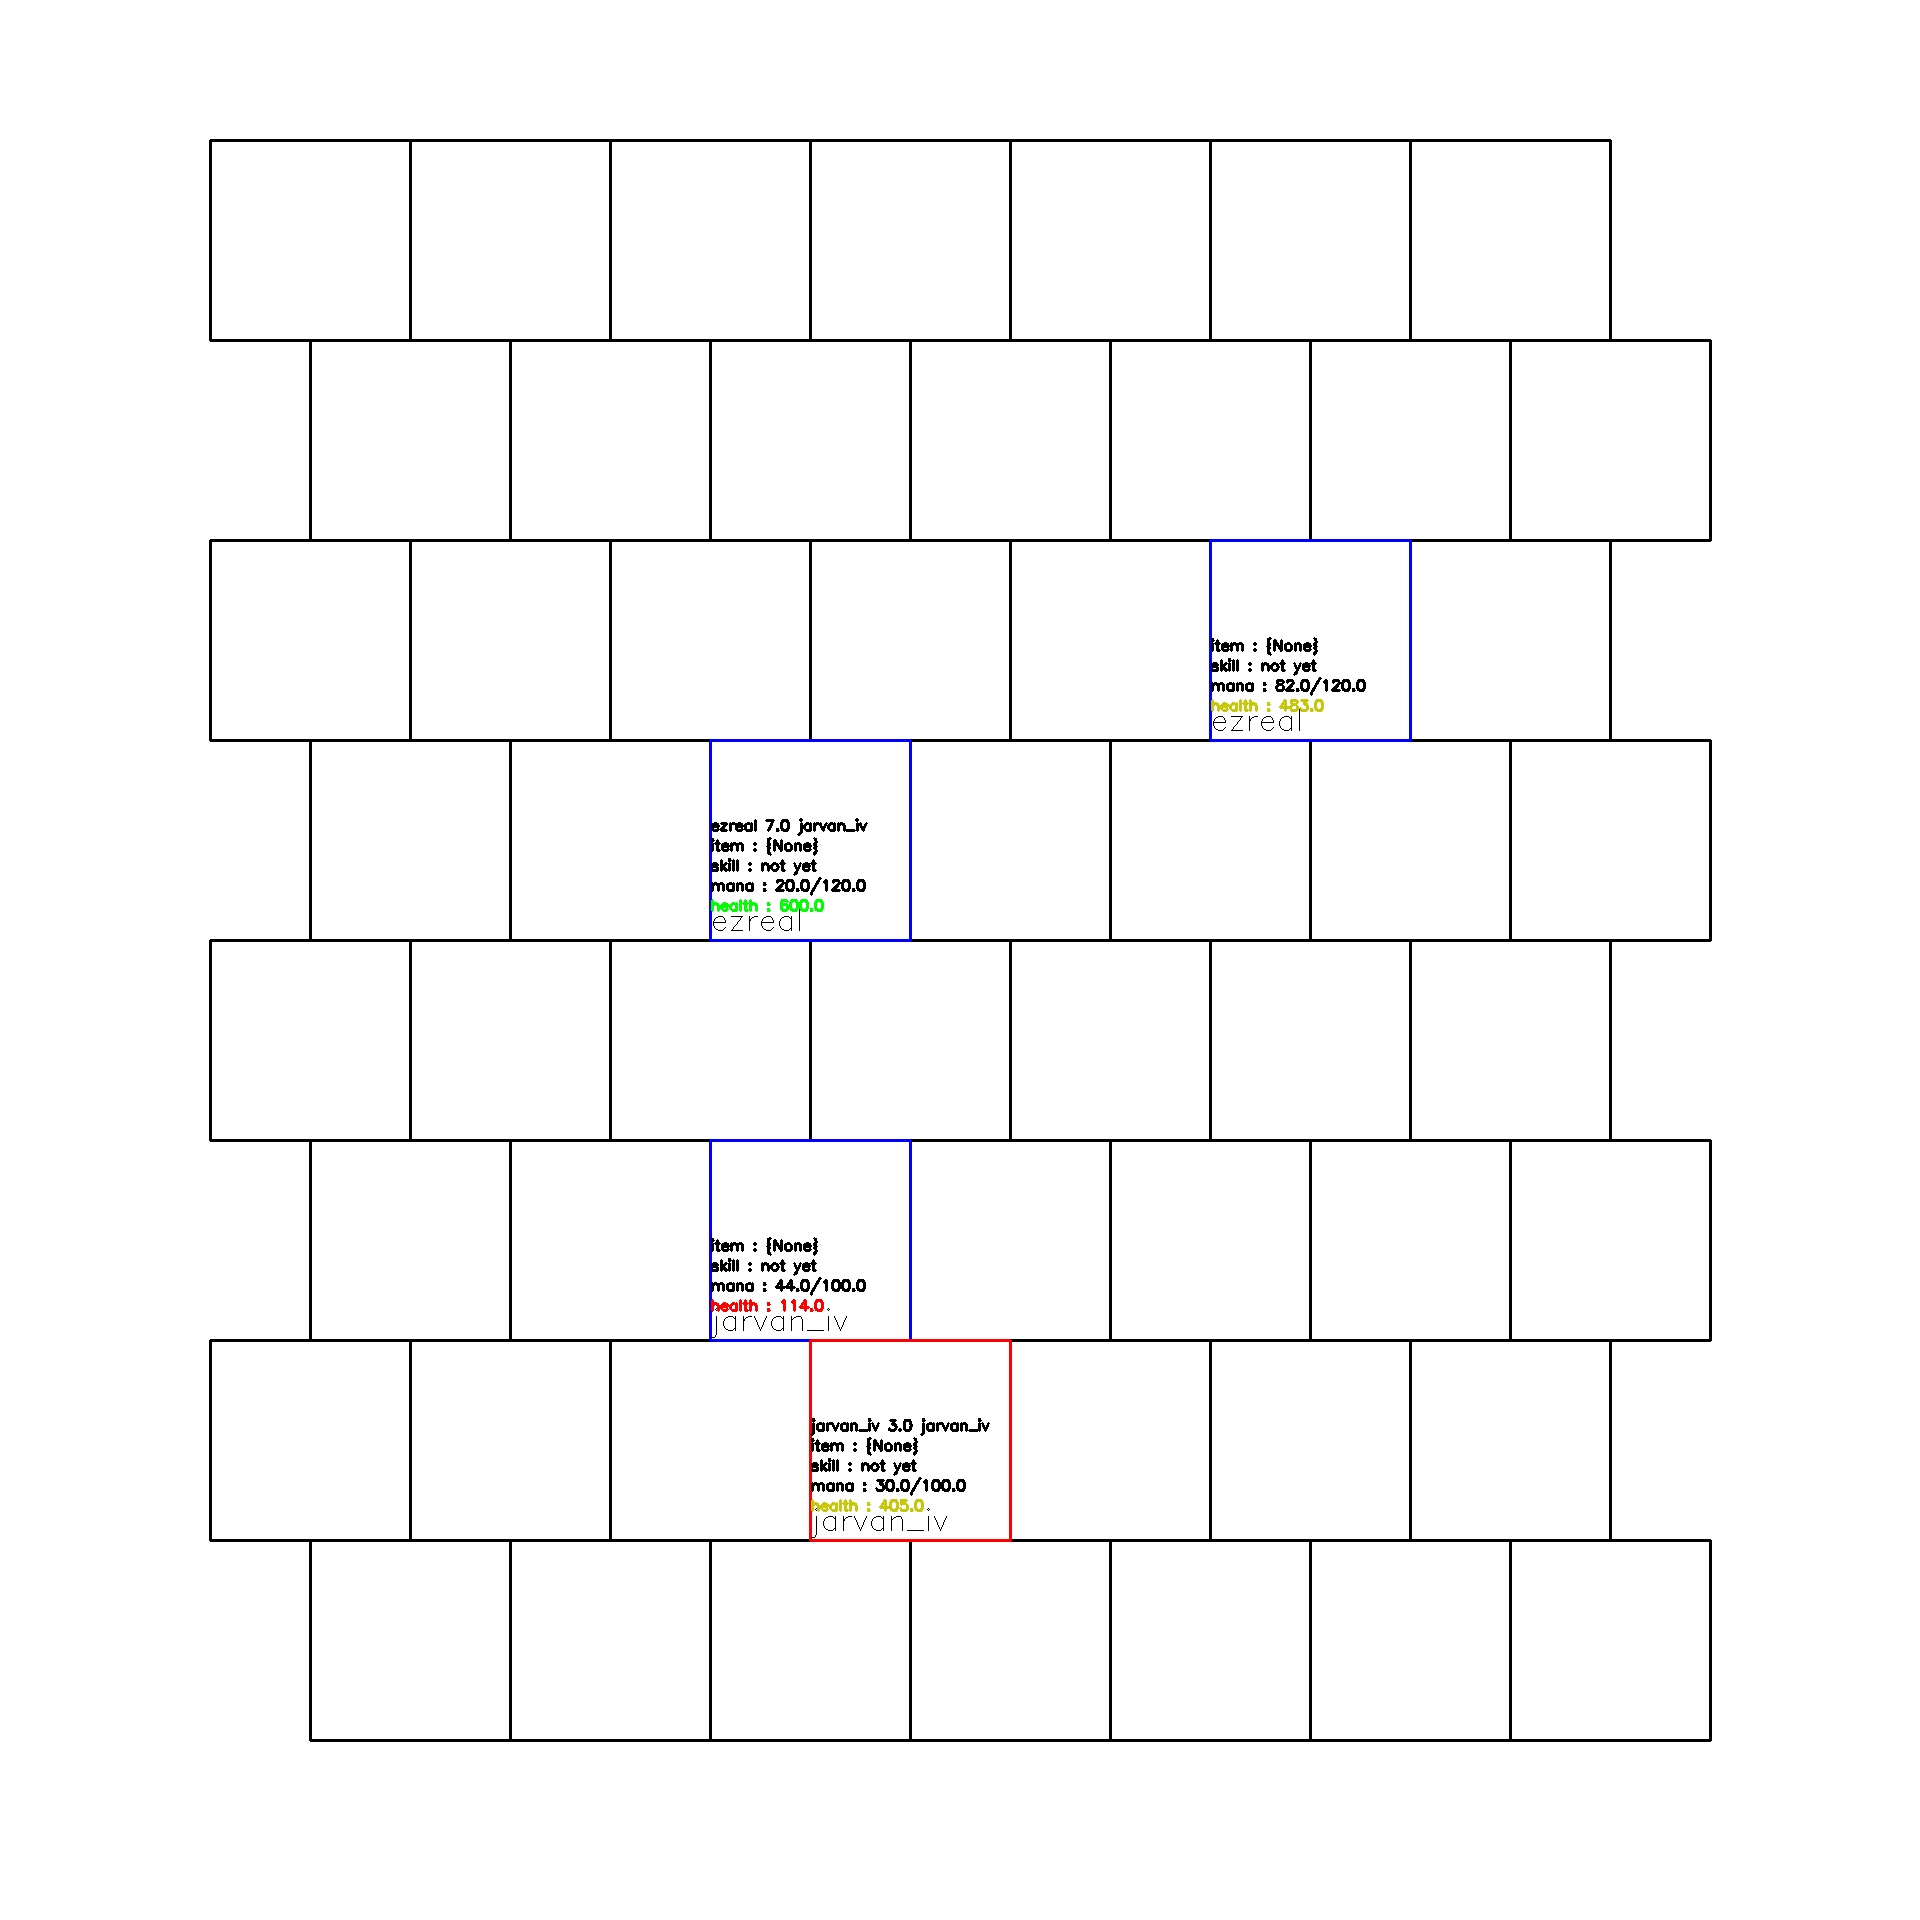 item : {None}
skill : not yet
mana : 82.0/120.0
health : 483.0
ezreal
ezreal 7.0 jarvan_iv
item : {None}
skill : not yet
mana : 20.0/120.0
health : 600.0
ezreal
item : {None}
skill : not yet
mana : 44.0/100.0
health : 114.0
jarvan_iv
jarvan_iv 3.0 jarvan_iv
item : {None}
skill : not yet
mana : 30.0/100.0
health : 405.0
jarvan_iv